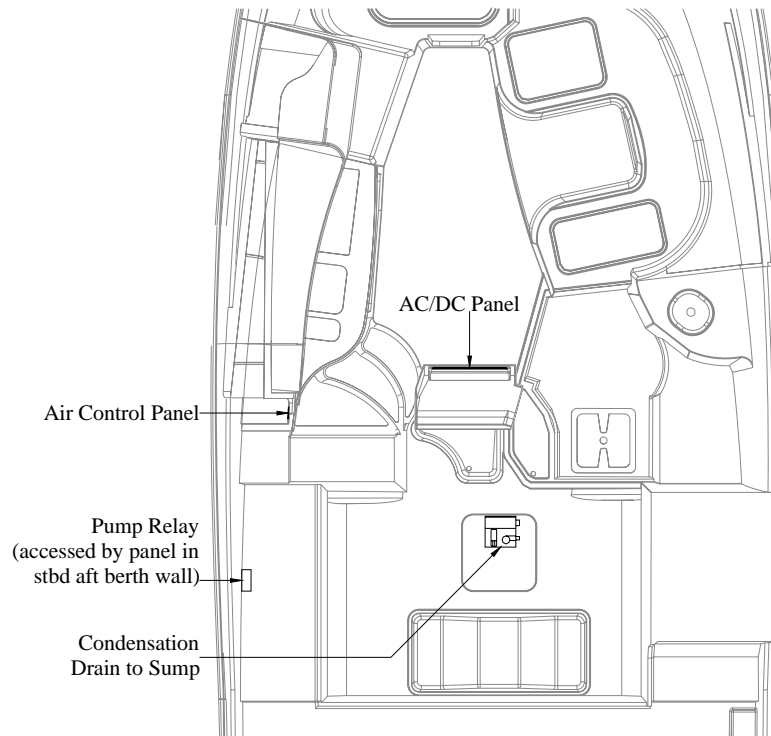 AC/DC Panel
Air Control Panel
Pump Relay
(accessed by panel in
stbd aft berth wall)
Condensation
Drain to Sump